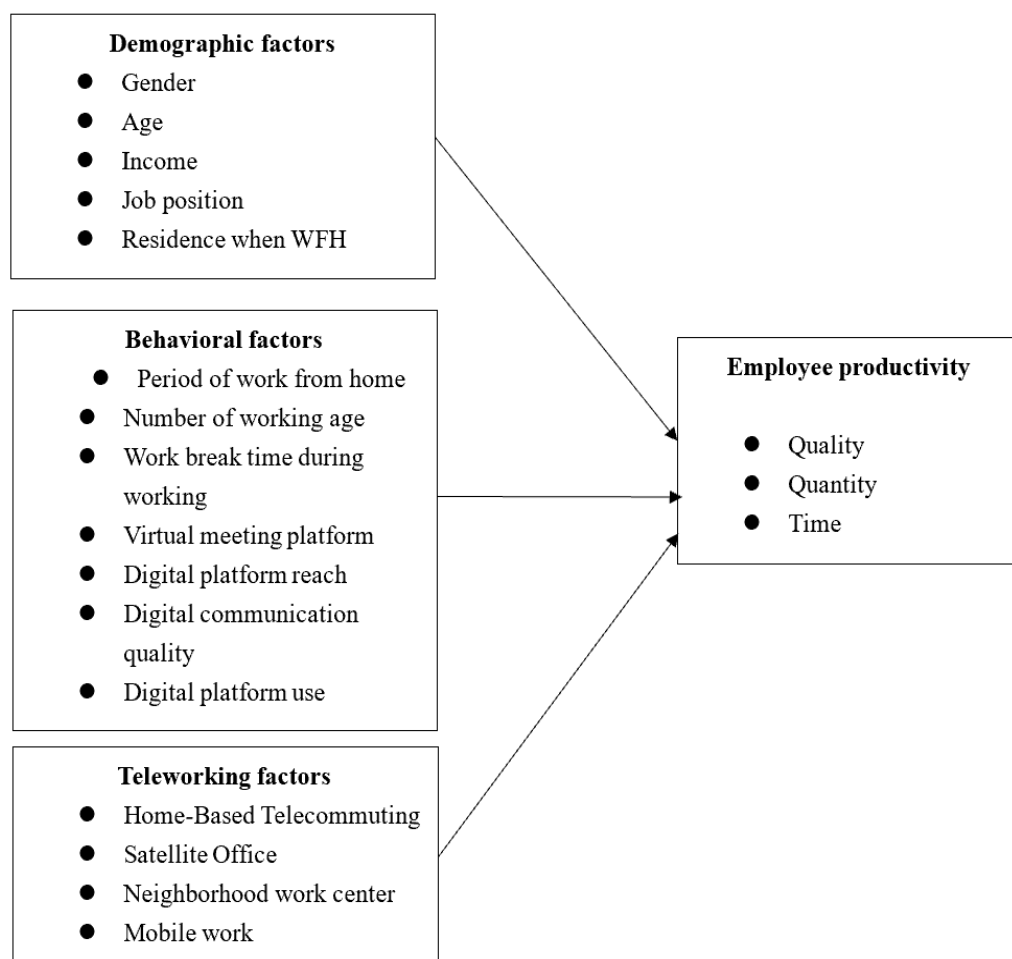 Demographic factors
● Gender
● Age
● Income
● Job position
● Residence when WFH
Behavioral factors
● Period of work from home
● Number of working age
● Work break time during
working
● Virtual meeting platform
● Digital platform reach
● Digital communication
quality
● Digital platform use
Teleworking factors
● Home-Based Telecommuting
● Satellite Office
● Neighborhood work center
● Mobile work
Employee productivity
● Quality
● Quantity
● Time